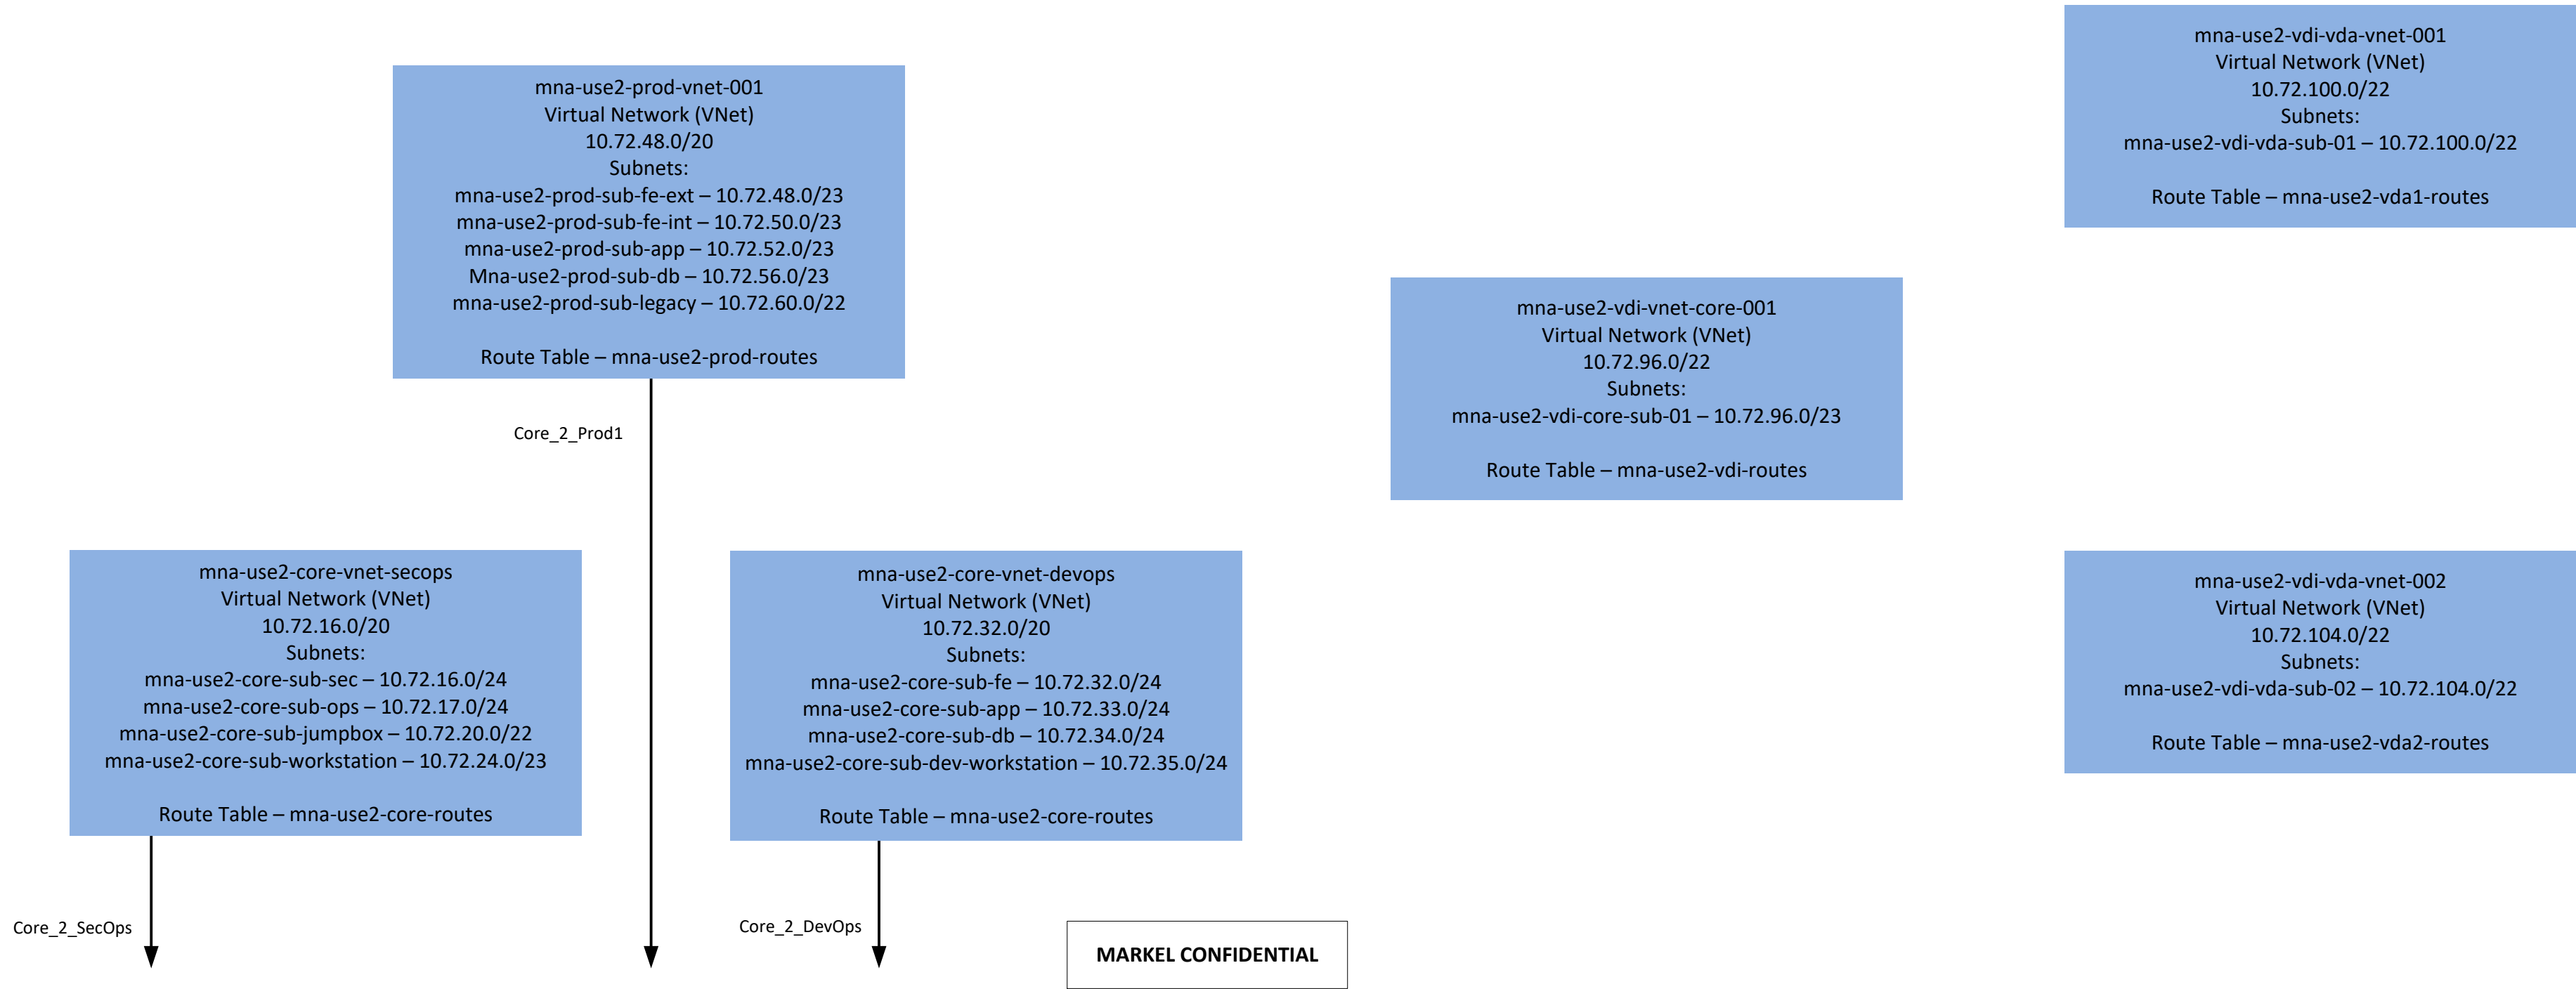 mna-use2-prod-vnet-001
Virtual Network (VNet)
10.72.48.0/20
Subnets:
mna-use2-prod-sub-fe-ext – 10.72.48.0/23
mna-use2-prod-sub-fe-int – 10.72.50.0/23
mna-use2-prod-sub-app – 10.72.52.0/23
Mna-use2-prod-sub-db – 10.72.56.0/23
mna-use2-prod-sub-legacy – 10.72.60.0/22
Route Table – mna-use2-prod-routes
Core_2_Prod1
mna-use2-vdi-vda-vnet-001
Virtual Network (VNet)
10.72.100.0/22
Subnets:
mna-use2-vdi-vda-sub-01 – 10.72.100.0/22
Route Table – mna-use2-vda1-routes
mna-use2-vdi-vnet-core-001
Virtual Network (VNet)
10.72.96.0/22
Subnets:
mna-use2-vdi-core-sub-01 – 10.72.96.0/23
Route Table – mna-use2-vdi-routes
mna-use2-core-vnet-secops
Virtual Network (VNet)
10.72.16.0/20
Subnets:
mna-use2-core-sub-sec – 10.72.16.0/24
mna-use2-core-sub-ops – 10.72.17.0/24
mna-use2-core-sub-jumpbox – 10.72.20.0/22
mna-use2-core-sub-workstation – 10.72.24.0/23
Route Table – mna-use2-core-routes
Core_2_SecOps
mna-use2-core-vnet-devops
Virtual Network (VNet)
10.72.32.0/20
Subnets:
mna-use2-core-sub-fe – 10.72.32.0/24
mna-use2-core-sub-app – 10.72.33.0/24
mna-use2-core-sub-db – 10.72.34.0/24
mna-use2-core-sub-dev-workstation – 10.72.35.0/24
Route Table – mna-use2-core-routes
Core_2_DevOps
mna-use2-vdi-vda-vnet-002
Virtual Network (VNet)
10.72.104.0/22
Subnets:
mna-use2-vdi-vda-sub-02 – 10.72.104.0/22
Route Table – mna-use2-vda2-routes
MARKEL CONFIDENTIAL